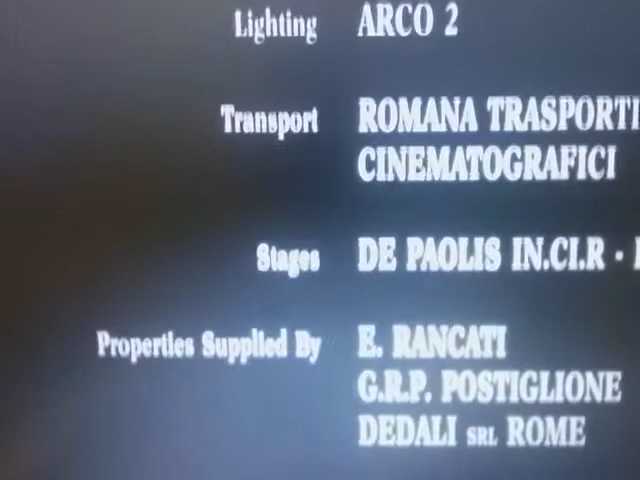 Lighting ARCO 2
Transport ROMANA TRASPORTI
CINEMATOGRAFICI
Stages DE PAOLIS IN.CI.R -
Properties Supplied By E. RANCATI
G.R.P. POSTIGLIONE
DEDALI SRL ROME